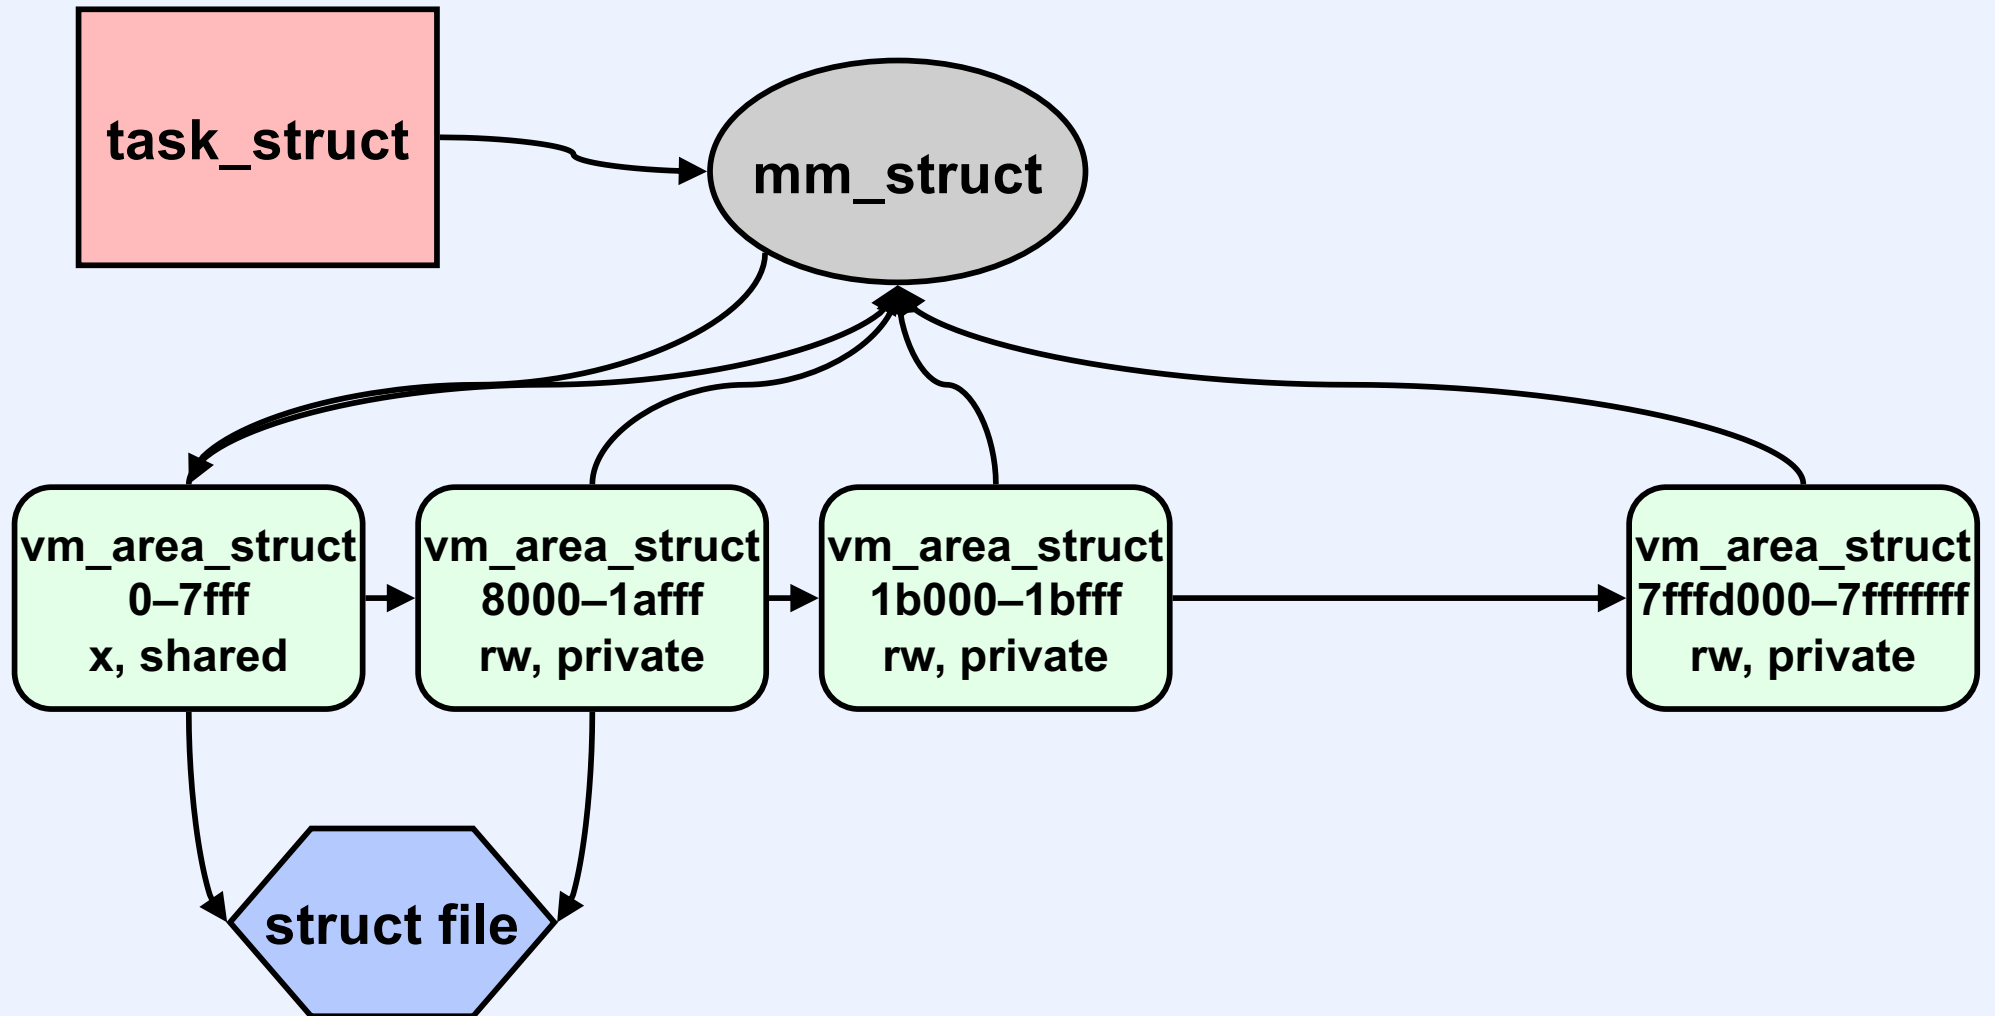 task_struct
mm_struct
vm_area_struct
0–7fff
x, shared
vm_area_struct
8000–1afff
rw, private
vm_area_struct
1b000–1bfff
rw, private
vm_area_struct
7fffd000–7fffffff
rw, private
struct file